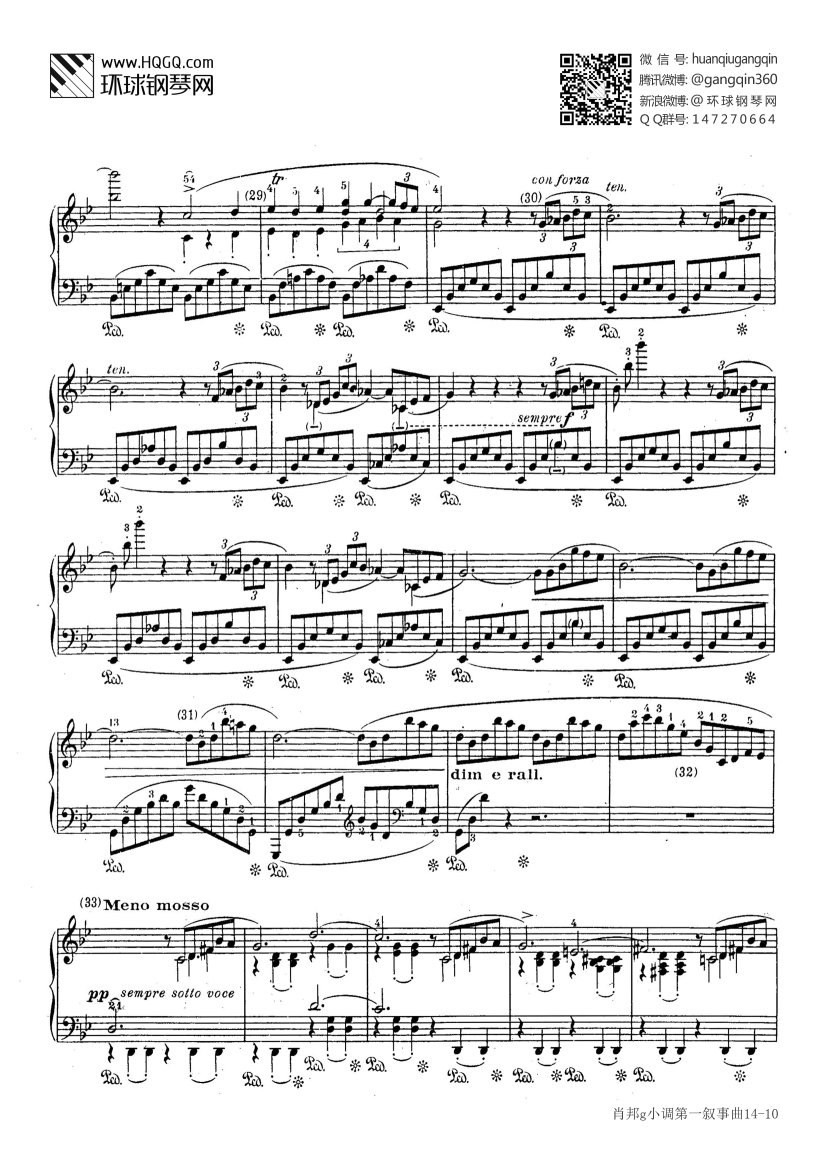 www.HQGQ.com
环球钢琴网
微信号: huanqiugangqin
腾讯微博: @gangqin360
新浪微博: @环球钢琴网
QQ群号: 147270664
(29)
tr
con forza
(30)
ten.
ten.
sempre f
(31)
dim e rall.
(32)
(33) Meno mosso
pp sempre sotto voce
肖邦g小调第一叙事曲14-10